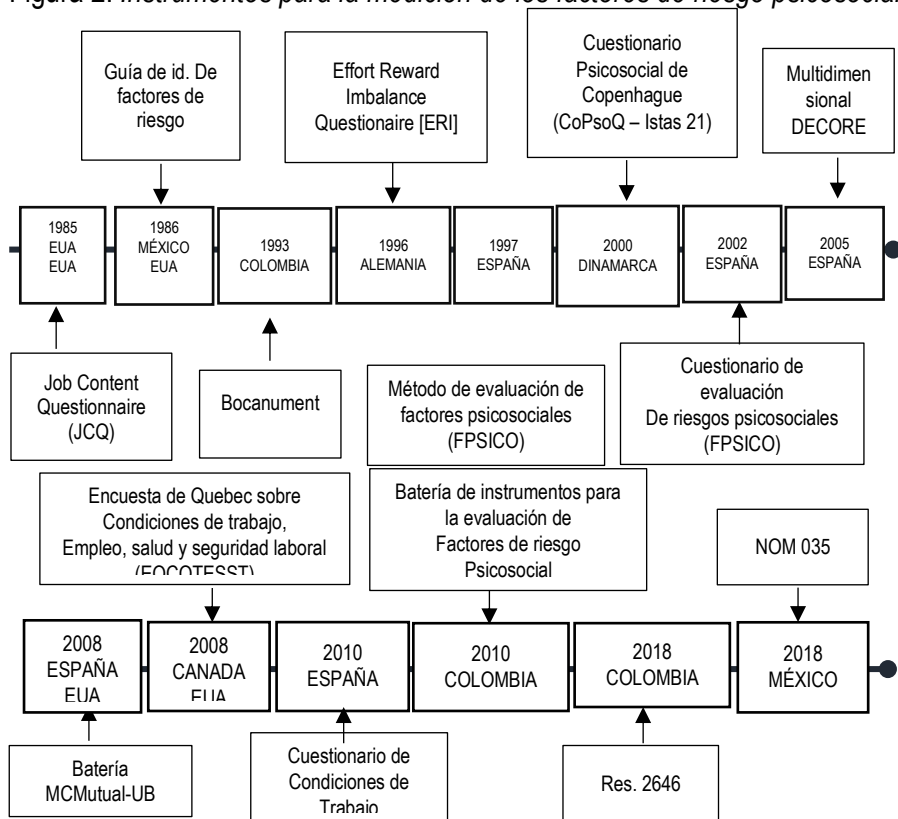 Figura 2. Instrumentos para la medición de los factores de riesgo psicosocial
Guía de id. De
factores de
riesgo
Effort Reward
Imbalance
Questionaire [ERI]
Cuestionario
Psicosocial de
Copenhague
(CoPsoQ – Istas 21)
Multidimen
sional
DECORE
1985
EUA
EUA
1986
MÉXICO
EUA
1993
COLOMBIA
1996
ALEMANIA
1997
ESPAÑA
2000
DINAMARCA
2002
ESPAÑA
2005
ESPAÑA
Job Content
Questionnaire
(JCQ)
Bocanument
Método de evaluación de
factores psicosociales
(FPSICO)
Cuestionario de
evaluación
De riesgos psicosociales
(FPSICO)
Encuesta de Quebec sobre
Condiciones de trabajo,
Empleo, salud y seguridad laboral
(EQCOTESST)
Batería de instrumentos para
la evaluación de
Factores de riesgo
Psicosocial
NOM 035
2008
ESPAÑA
EUA
2008
CANADA
EUA
2010
ESPAÑA
2010
COLOMBIA
2018
COLOMBIA
2018
MÉXICO
Batería
MCMutual-UB
Cuestionario de
Condiciones de
Trabajo
Res. 2646